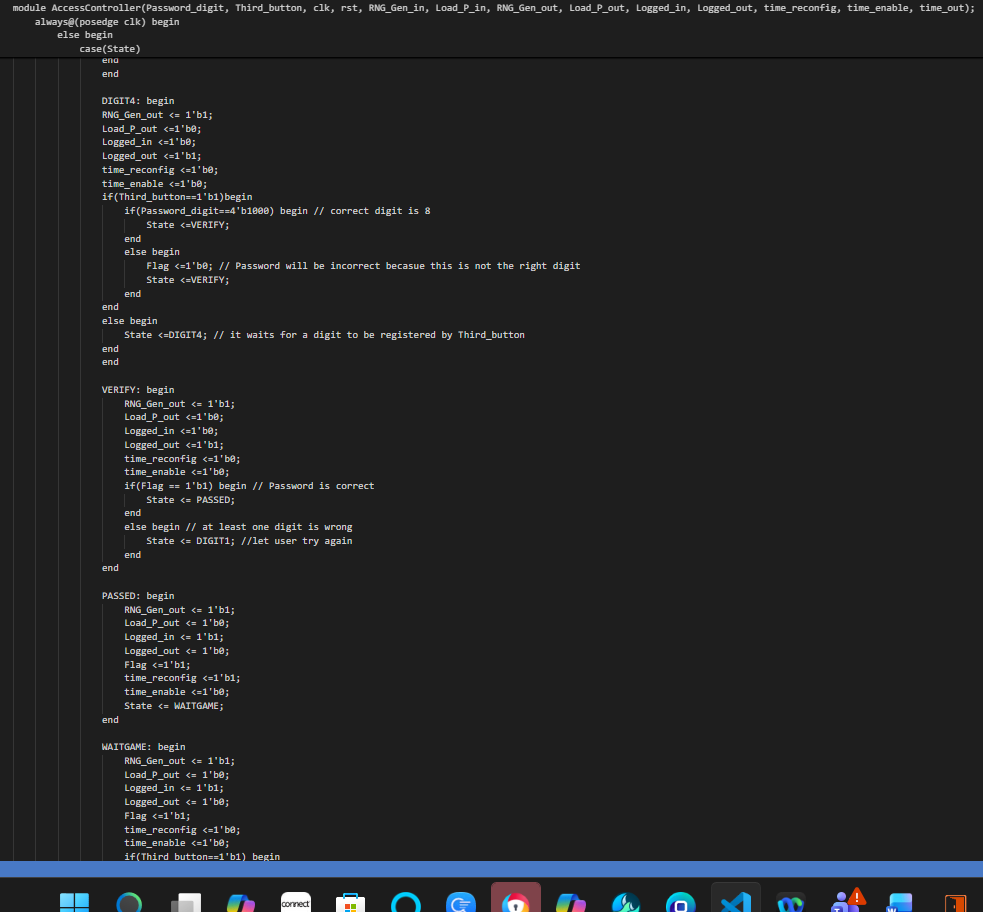 module AccessController(Password_digit, Third_button, clk, rst, RNG_Gen_in, Load_P_in, RNG_Gen_out, Load_P_out, Logged_in, Logged_out, time_reconfig, time_enable, time_out);
always@(posedge clk) begin
else begin
case(State)
end
end
DIGIT4: begin
RNG_Gen_out <= 1'b1;
Load_P_out <=1'b0;
Logged_in <=1'b0;
Logged_out <=1'b1;
time_reconfig <=1'b0;
time_enable <=1'b0;
if(Third_button==1'b1)begin
if(Password_digit==4'b1000) begin // correct digit is 8
State <=VERIFY;
end
else begin
Flag <=1'b0; // Password will be incorrect becasue this is not the right digit
State <=VERIFY;
end
end
else begin
State <=DIGIT4; // it waits for a digit to be registered by Third_button
end
end
VERIFY: begin
RNG_Gen_out <= 1'b1;
Load_P_out <=1'b0;
Logged_in <=1'b0;
Logged_out <=1'b1;
time_reconfig <=1'b0;
time_enable <=1'b0;
if(Flag == 1'b1) begin // Password is correct
State <= PASSED;
end
else begin // at least one digit is wrong
State <= DIGIT1; //let user try again
end
end
PASSED: begin
RNG_Gen_out <= 1'b1;
Load_P_out <= 1'b0;
Logged_in <= 1'b1;
Logged_out <= 1'b0;
Flag <=1'b1;
time_reconfig <=1'b1;
time_enable <=1'b0;
State <= WAITGAME;
end
WAITGAME: begin
RNG_Gen_out <= 1'b1;
Load_P_out <= 1'b0;
Logged_in <= 1'b1;
Logged_out <= 1'b0;
Flag <=1'b1;
time_reconfig <=1'b0;
time_enable <=1'b0;
if(Third_button==1'b1) begin
connect